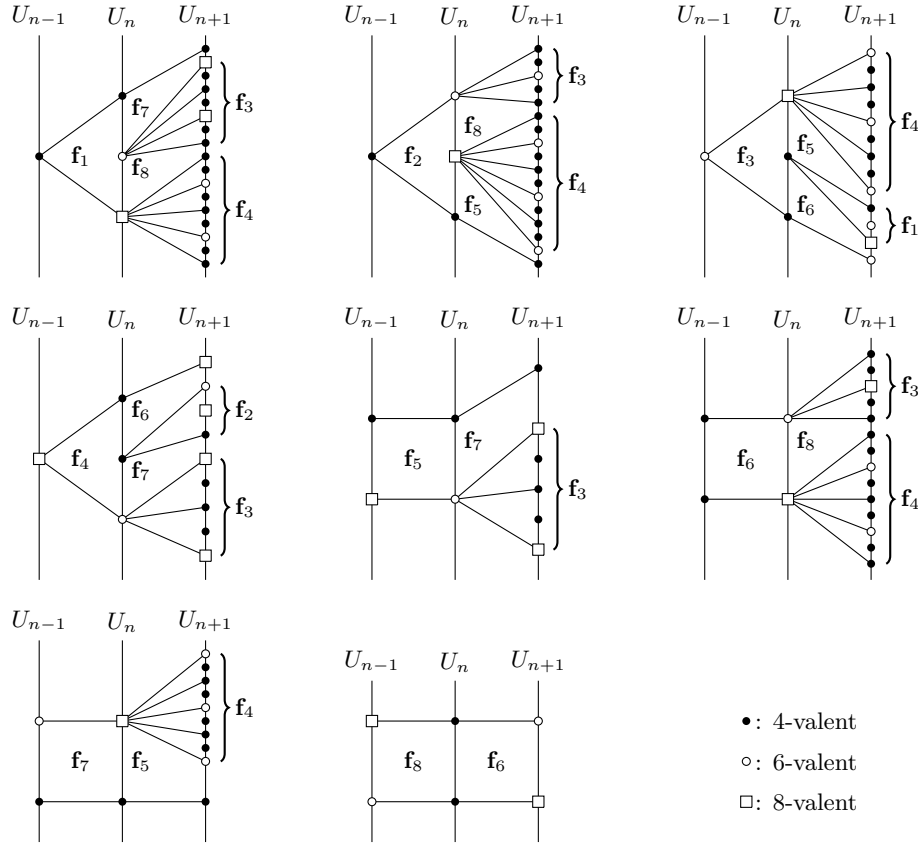 U_{n-1} U_n U_{n+1} U_{n-1} U_n U_{n+1} U_{n-1} U_n U_{n+1}
f_7 f_3 f_3 f_4
f_1 f_8 f_2 f_8 f_3 f_5
f_4 f_5 f_4 f_6 f_1
U_{n-1} U_n U_{n+1} U_{n-1} U_n U_{n+1} U_{n-1} U_n U_{n+1}
f_6 f_2 f_7 f_8 f_3
f_4 f_7 f_5 f_6
f_3 f_3 f_4
U_{n-1} U_n U_{n+1} U_{n-1} U_n U_{n+1}
f_4
f_7 f_5 f_8 f_6
: 4-valent
: 6-valent
: 8-valent